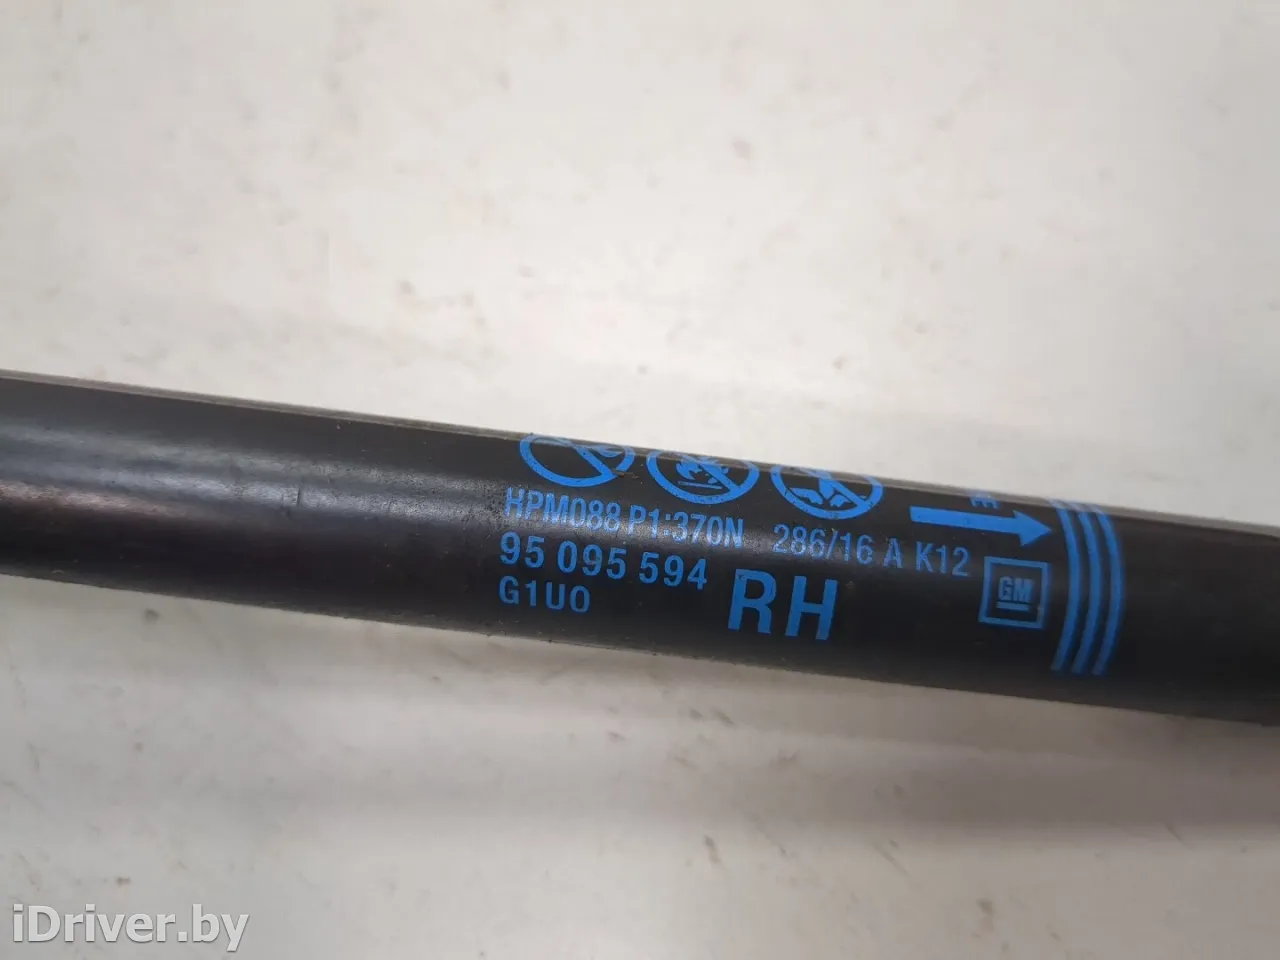 HPM088 P1:370N 286/16 A K12
95 095 594
G1U0
RH
GM
iDriver.by